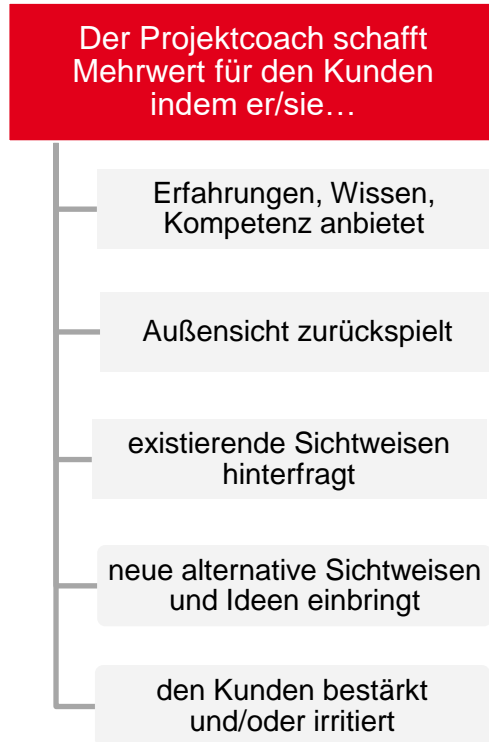 Der Projektcoach schafft
Mehrwert für den Kunden
indem er/sie…
Erfahrungen, Wissen,
Kompetenz anbietet
Außensicht zurückspielt
existierende Sichtweisen
hinterfragt
neue alternative Sichtweisen
und Ideen einbringt
den Kunden bestärkt
und/oder irritiert